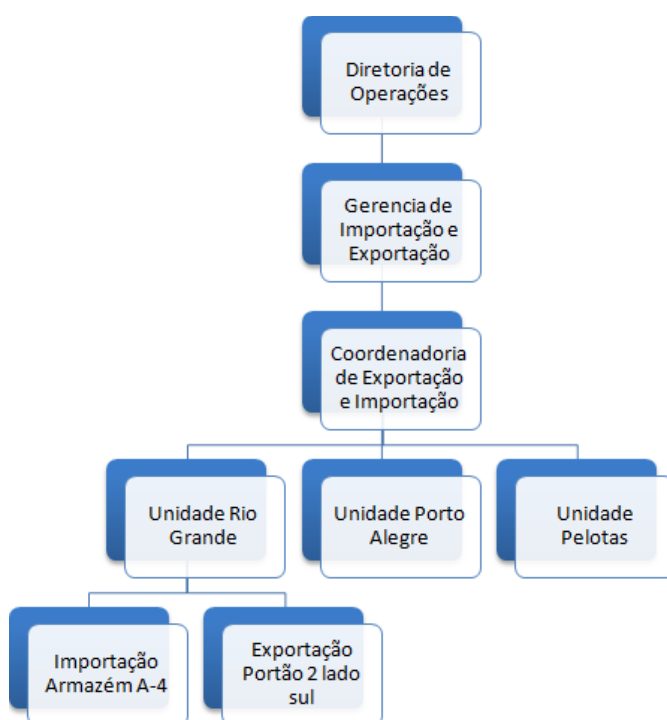 Diretoria de
Operações
Gerencia de
Importação e
Exportação
Coordenadoria
de Exportação
e Importação
Unidade Rio
Grande
Unidade Porto
Alegre
Unidade
Pelotas
Importação
Armazém A-4
Exportação
Portão 2 lado
sul